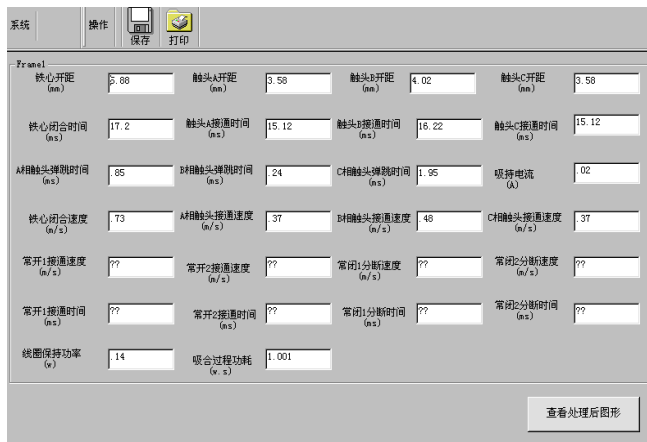 系统
操作
保存
打印
Frame1
铁心开距
(mm)
5.88
触头A开距
(mm)
3.58
触头B开距
(mm)
4.02
触头C开距
(mm)
3.58
铁心闭合时间
(ms)
17.2
触头A接通时间
(ms)
15.12
触头B接通时间
(ms)
16.22
触头C接通时间
(ms)
15.12
A相触头弹跳时间
(ms)
.85
B相触头弹跳时间
(ms)
.24
C相触头弹跳时间
(ms)
1.95
吸持电流
(A)
.02
铁心闭合速度
(m/s)
.73
A相触头接通速度
(m/s)
.37
B相触头接通速度
(m/s)
.48
C相触头接通速度
(m/s)
.37
常开1接通速度
(m/s)
??
常开2接通速度
(m/s)
??
常闭1分断速度
(m/s)
??
常闭2分断速度
(m/s)
??
常开1接通时间
(ms)
??
常开2接通时间
(ms)
??
常闭1分断时间
(ms)
??
常闭2分断时间
(ms)
??
线圈保持功率
(w)
.14
吸合过程功耗
(w.s)
1.001
查看处理后图形